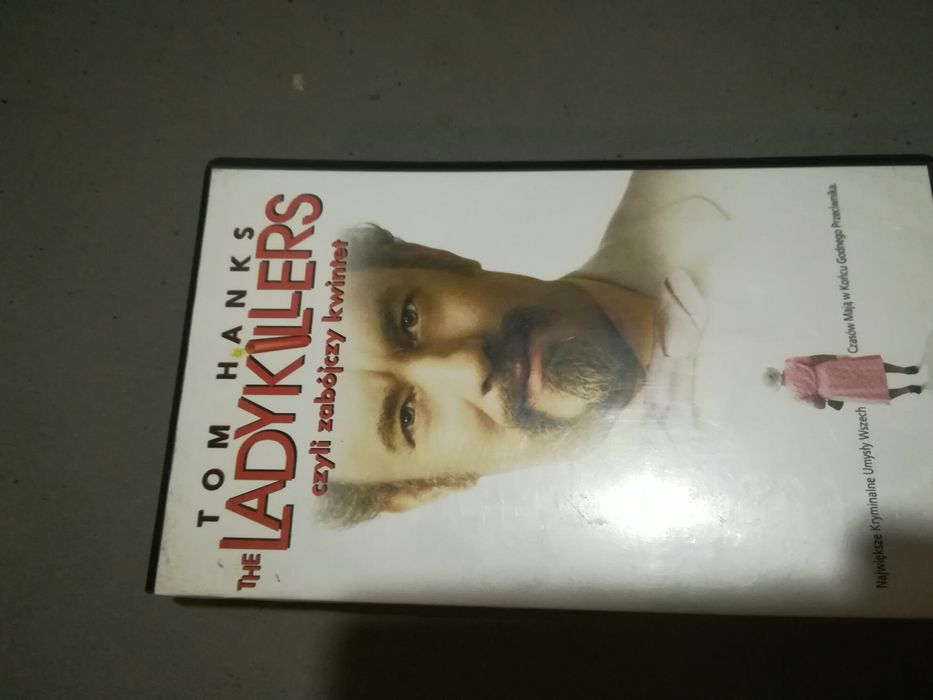 TOM HANKS
THE LADYKILLERS
czyli zabójczy kwintet
Największe Kryminalne Umysły Wszech Czasów Mają w Końcu Godnego Przeciwnika.